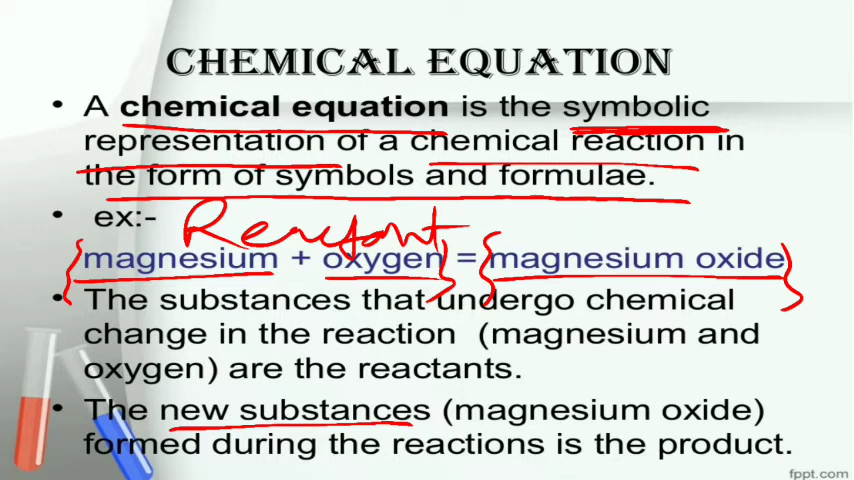 CHEMICAL EQUATION
• A chemical equation is the symbolic
representation of a chemical reaction in
the form of symbols and formulae.
• ex:- Reactant
magnesium + oxygen = magnesium oxide
• The substances that undergo chemical
change in the reaction (magnesium and
oxygen) are the reactants.
• The new substances (magnesium oxide)
formed during the reactions is the product.
fppt.com